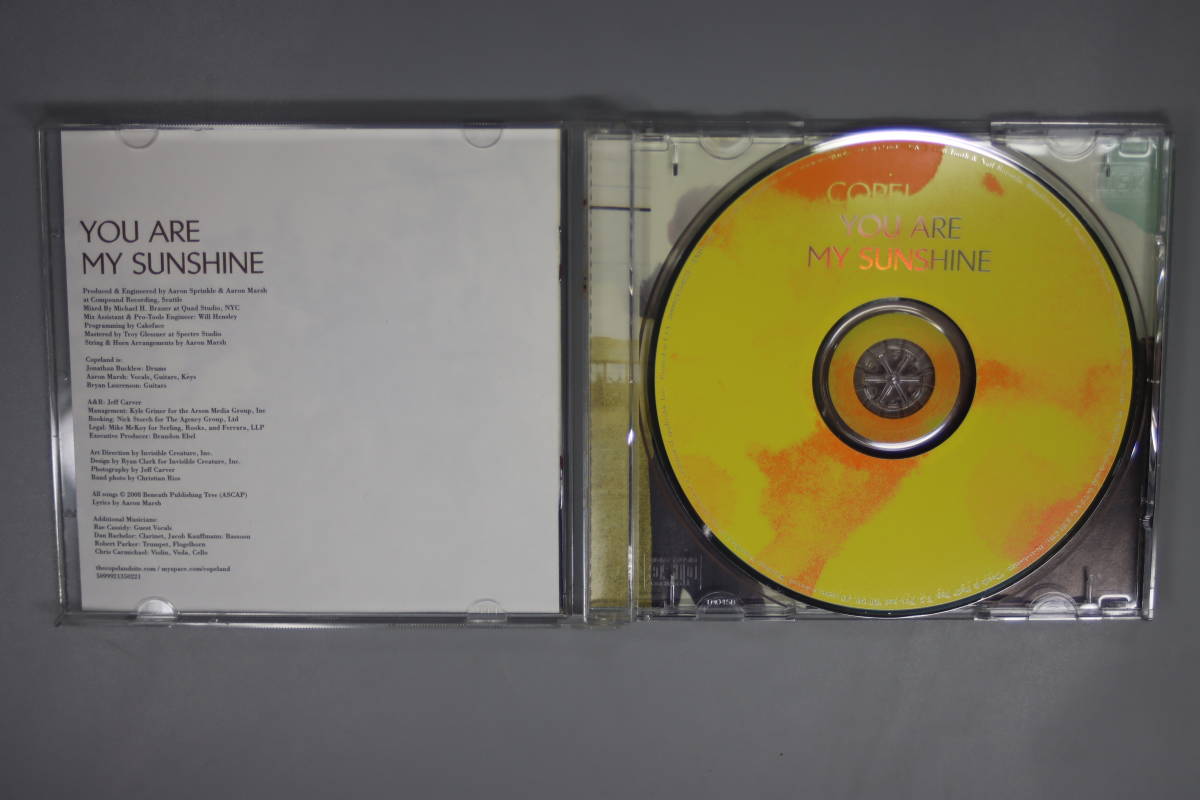 YOU ARE
MY SUNSHINE
Produced & Engineered by Aaron Sprinkle & Aaron Marsh
at Compound Recording, Seattle
Mixed By Michael H. Brauer at Quad Studio, NYC
Mix Assistant & Pro-Tools Engineer: Will Hensley
Programming by Cakeface
Mastered by Troy Glessner at Spectre Studio
String & Horn Arrangements by Aaron Marsh
Copeland is:
Jonathan Bucklew: Drums
Aaron Marsh: Vocals, Guitars, Keys
Bryan Laurenson: Guitars
A&R: Jeff Carver
Management: Kyle Griner for the Arson Media Group, Inc
Booking: Nick Storch for The Agency Group, Ltd
Legal: Mike McKoy for Serling, Rooks, and Ferrara, LLP
Executive Producer: Brandon Ebel
Art Direction by Invisible Creature, Inc.
Design by Ryan Clark for Invisible Creature, Inc.
Photography by Jeff Carver
Band photo by Christian Rios
All songs © 2008 Beneath Publishing Tree (ASCAP)
Lyrics by Aaron Marsh
Additional Musicians:
Rae Cassidy: Guest Vocals
Dan Bachelor: Clarinet, Jacob Kauffmann: Bassoon
Robert Parker: Trumpet, Flugelhorn
Chris Carmichael: Violin, Viola, Cello
thecopelandsite.com / myspace.com/copeland
5099921350221
COPEL
YOU ARE
MY SUNSHINE
Tooth & Nail Records